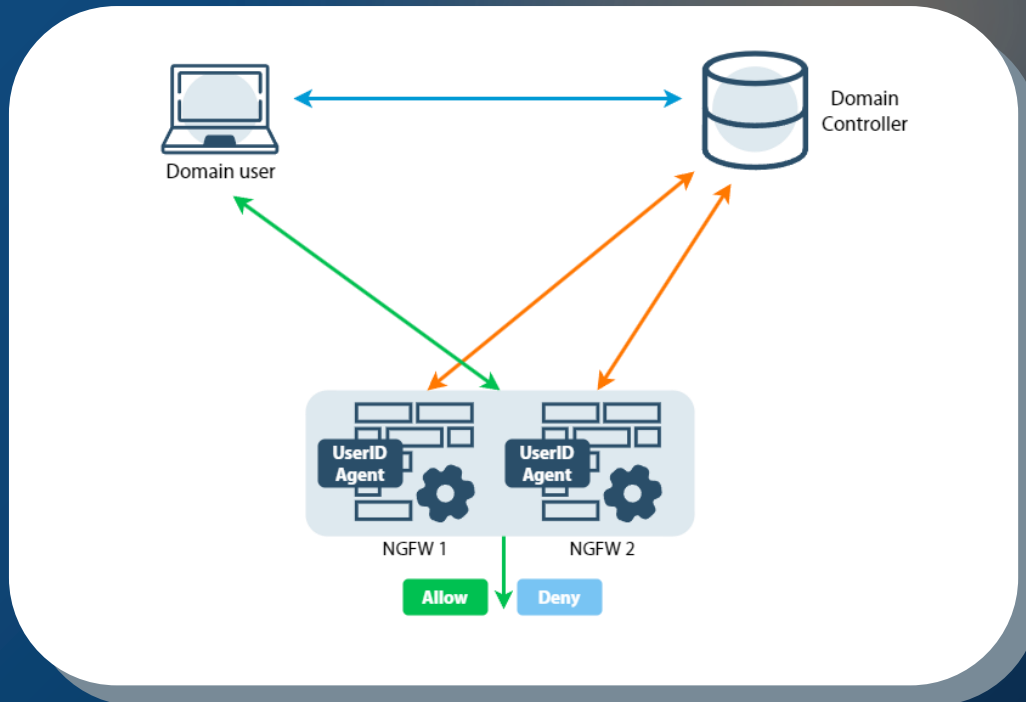 Domain user
Domain
Controller
UserID
Agent
UserID
Agent
NGFW 1
NGFW 2
Allow
Deny